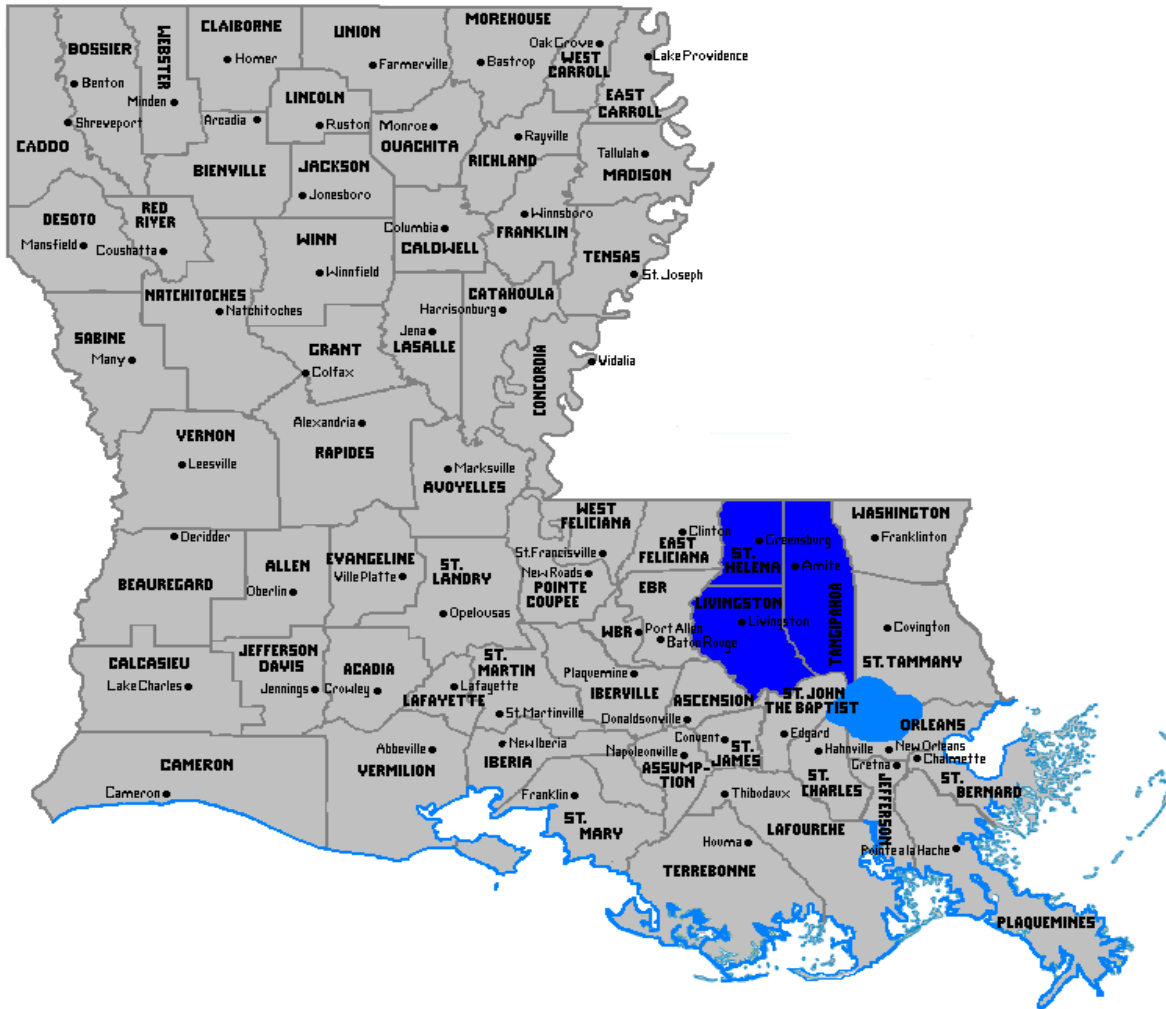 CLAIBORNE
UNION
MOREHOUSE
BOSSIER
WEBSTER
Homer
Farmerville
Bastrop
Oak Grove
WEST
CARROLL
Lake Providence
Benton
Minden
LINCOLN
EAST
CARROLL
Shreveport
Arcadia
Ruston
Monroe
OUACHITA
Rayville
CADDO
BIENVILLE
JACKSON
RICHLAND
Tallulah
MADISON
Jonesboro
DESOTO
RED
RIVER
Mansfield
Coushatta
WINN
Winnfield
Columbia
CALDWELL
Winnsboro
FRANKLIN
TENSAS
St. Joseph
NATCHITOCHES
Natchitoches
CATAHOULA
Harrisonburg
SABINE
Many
GRANT
Colfax
Jena
LASALLE
CONCORDIA
Vidalia
VERNON
Leesville
Alexandria
RAPIDES
Marksville
AVOYELLES
WEST
FELICIANA
St. Francisville
EAST
FELICIANA
Clinton
ST.
HELENA
Greensburg
Amite
TANGIPAHOA
WASHINGTON
Franklinton
Deridder
BEAUREGARD
ALLEN
Oberlin
EVANGELINE
Ville Platte
ST.
LANDRY
Opelousas
New Roads
POINTE
COUPEE
EBR
LIVINGSTON
Livingston
WBR
Port Allen
Baton Rouge
Covington
ST. TAMMANY
CALCASIEU
Lake Charles
JEFFERSON
DAVIS
Jennings
ACADIA
Crowley
LAFAYETTE
Lafayette
ST.
MARTIN
St. Martinville
Plaquemine
IBERVILLE
ASCENSION
Donaldsonville
ST. JOHN
THE BAPTIST
Edgard
ORLEANS
New Orleans
CAMERON
Cameron
Abbeville
VERMILION
New Iberia
IBERIA
Napoleonville
ASSUMP-
TION
Convent
ST.
JAMES
Hahnville
ST.
CHARLES
Gretna
JEFFERSON
Chalmette
ST.
BERNARD
Franklin
ST.
MARY
Thibodaux
LAFOURCHE
Houma
TERREBONNE
Pointe a la Hache
PLAQUEMINES